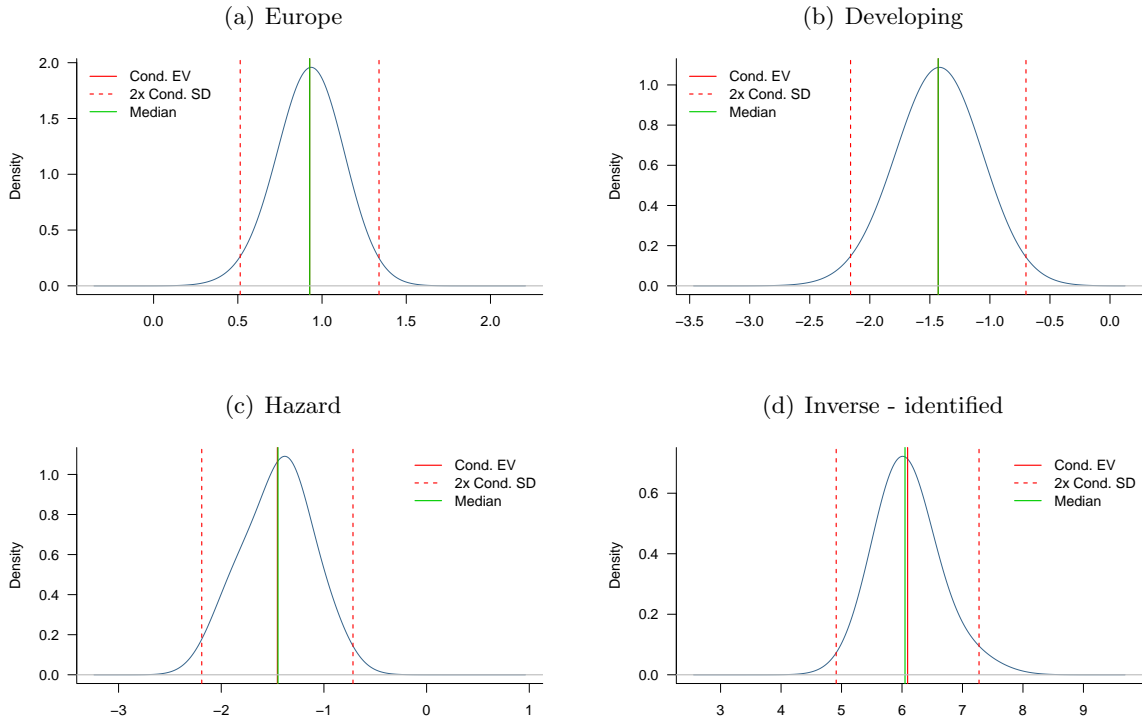 (a) Europe
Cond. EV
2x Cond. SD
Median
Density
0.0
0.5
1.0
1.5
2.0
0.0 0.5 1.0 1.5 2.0
(b) Developing
Cond. EV
2x Cond. SD
Median
Density
0.0
0.2
0.4
0.6
0.8
1.0
−3.5 −3.0 −2.5 −2.0 −1.5 −1.0 −0.5 0.0
(c) Hazard
Cond. EV
2x Cond. SD
Median
Density
0.0
0.2
0.4
0.6
0.8
1.0
−3 −2 −1 0 1
(d) Inverse - identified
Cond. EV
2x Cond. SD
Median
Density
0.0
0.2
0.4
0.6
3 4 5 6 7 8 9